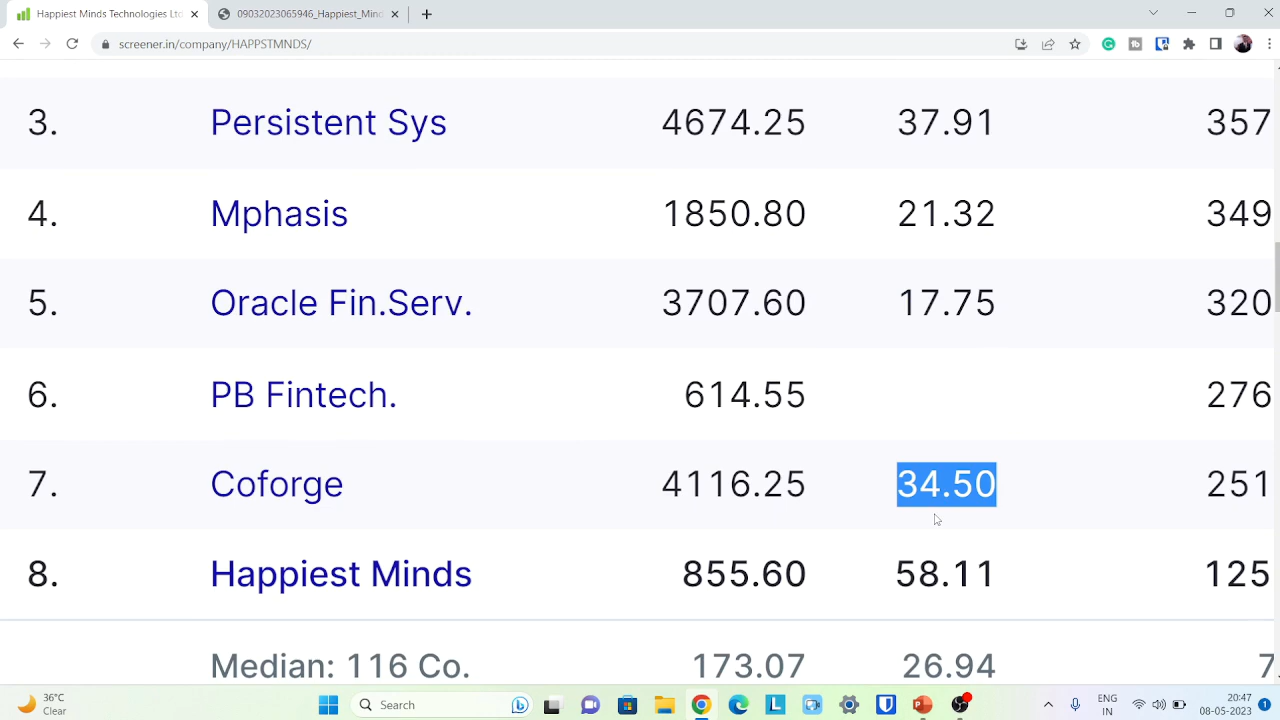 Happiest Minds Technologies Ltd
09032023065946_Happiest_Mind
screener.in/company/HAPPSTMNDS/
3. Persistent Sys 4674.25 37.91 357
4. Mphasis 1850.80 21.32 349
5. Oracle Fin.Serv. 3707.60 17.75 320
6. PB Fintech. 614.55 276
7. Coforge 4116.25 34.50 251
8. Happiest Minds 855.60 58.11 125
Median: 116 Co. 173.07 26.94 7
36°C
Clear
Search
ENG
IN
20:47
08-05-2023